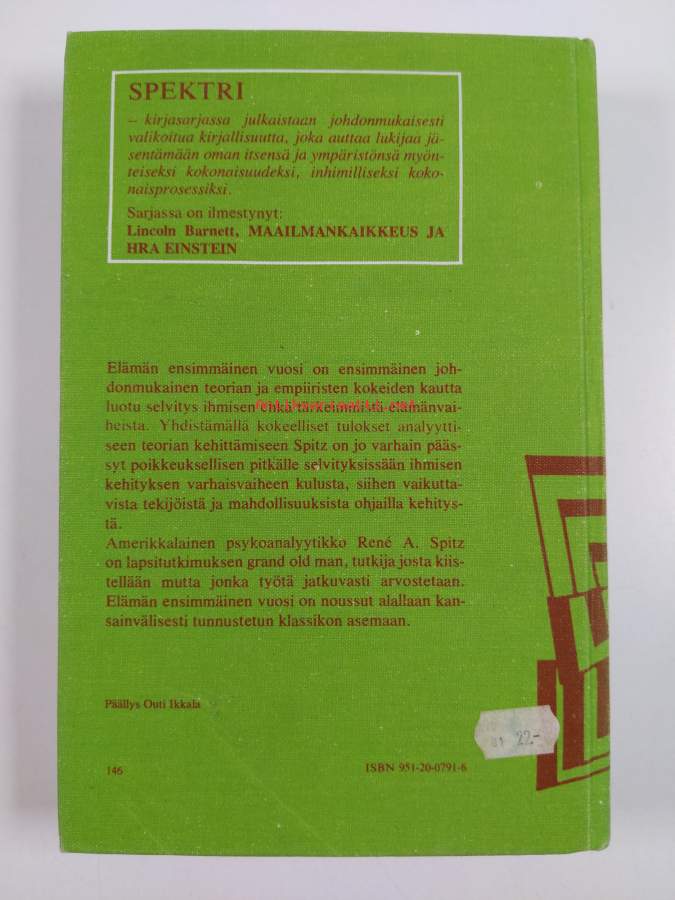 SPEKTRI
– kirjasarjassa julkaistaan johdonmukaisesti
valikoitua kirjallisuutta, joka auttaa lukijaa jä-
sentämään oman itsensä ja ympäristönsä myön-
teiseksi kokonaisuudeksi, inhimilliseksi koko-
naisprosessiksi.
Sarjassa on ilmestynyt:
Lincoln Barnett, MAAILMANKAIKKEUS JA
HRA EINSTEIN
Elämän ensimmäinen vuosi on ensimmäinen joh-
donmukainen teorian ja empiiristen kokeiden kautta
luotu selvitys ihmisen ehkä tärkeimmistä elämänvai-
heista. Yhdistämällä kokeelliset tulokset analyytti-
seen teorian kehittämiseen Spitz on jo varhain pääs-
syt poikkeuksellisen pitkälle selvityksissään ihmisen
kehityksen varhaisvaiheen kulusta, siihen vaikutta-
vista tekijöistä ja mahdollisuuksista ohjailla kehitys-
tä.
Amerikkalainen psykoanalyytikko René A. Spitz
on lapsitutkimuksen grand old man, tutkija josta kiis-
tellään mutta jonka työtä jatkuvasti arvostetaan.
Elämän ensimmäinen vuosi on noussut alallaan kan-
sainvälisesti tunnustetun klassikon asemaan.
Päällys Outi Ikkala
22-
146 ISBN 951-20-0791-6